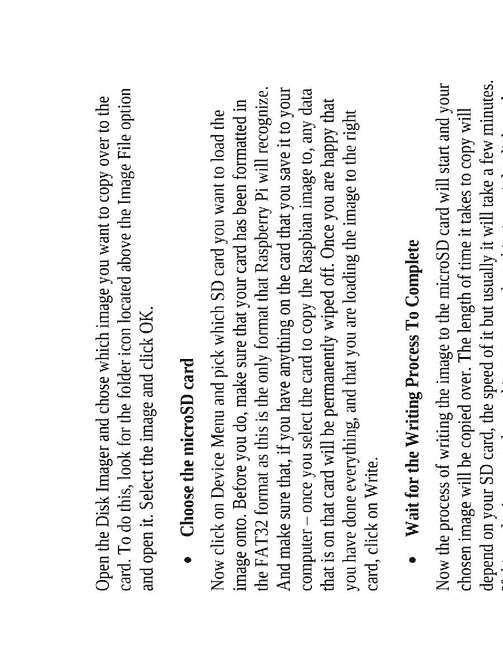 Open the Disk Imager and chose which image you want to copy over to the
card. To do this, look for the folder icon located above the Image File option
and open it. Select the image and click OK.
• Choose the microSD card
Now click on Device Menu and pick which SD card you want to load the
image onto. Before you do, make sure that your card has been formatted in
the FAT32 format as this is the only format that Raspberry Pi will recognize.
And make sure that, if you have anything on the card that you save it to your
computer – once you select the card to copy the Raspbian image to, any data
that is on that card will be permanently wiped off. Once you are happy that
you have done everything, and that you are loading the image to the right
card, click on Write.
• Wait for the Writing Process To Complete
Now the process of writing the image to the microSD card will start and your
chosen image will be copied over. The length of time it takes to copy will
depend on your SD card, the speed of it but usually it will take a few minutes.